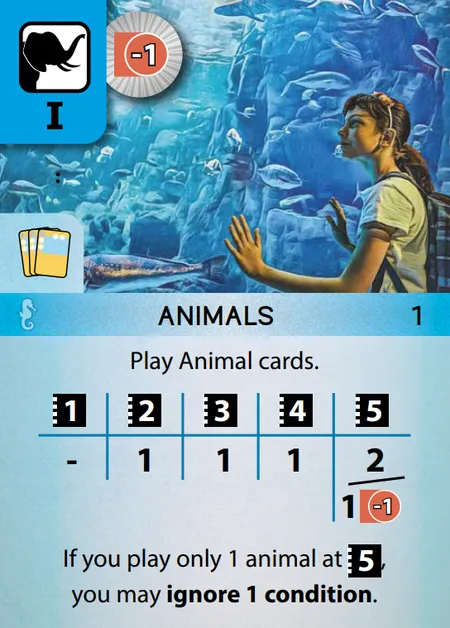 -1
I
ANIMALS 1
Play Animal cards.
1 2 3 4 5
- 1 1 1 2
1 -1
If you play only 1 animal at 5,
you may ignore 1 condition.